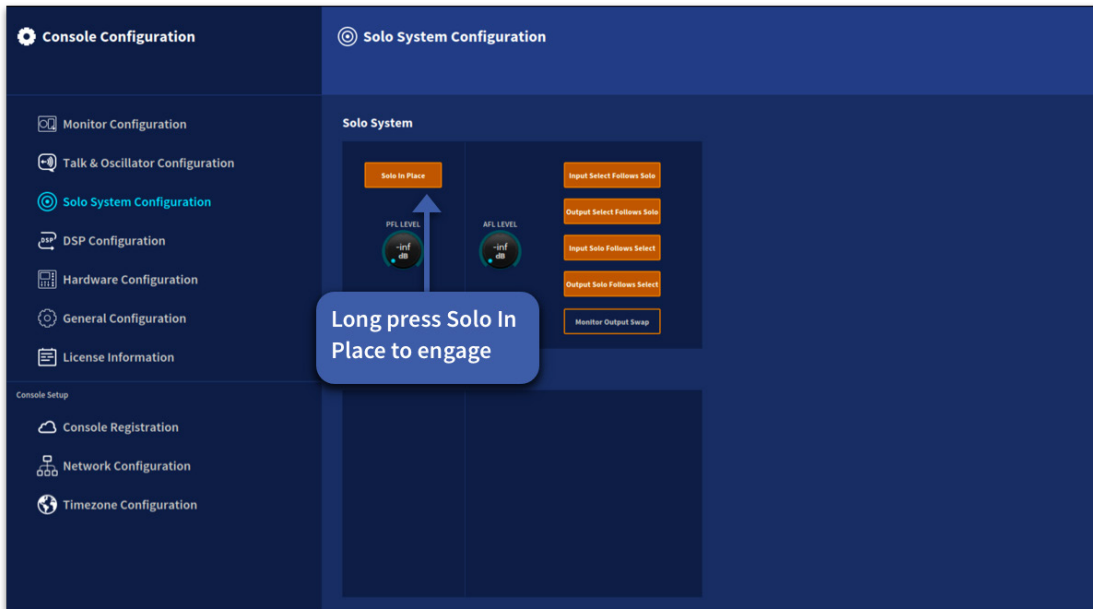 Console Configuration
Solo System Configuration
Monitor Configuration
Talk & Oscillator Configuration
Solo System Configuration
DSP
DSP Configuration
Hardware Configuration
General Configuration
License Information
Console Setup
Console Registration
Network Configuration
Timezone Configuration
Solo System
Solo In Place
PFL LEVEL
-inf
dB
AFL LEVEL
-inf
dB
Input Select Follows Solo
Output Select Follows Solo
Input Solo Follows Select
Output Solo Follows Select
Monitor Output Swap
Long press Solo In
Place to engage